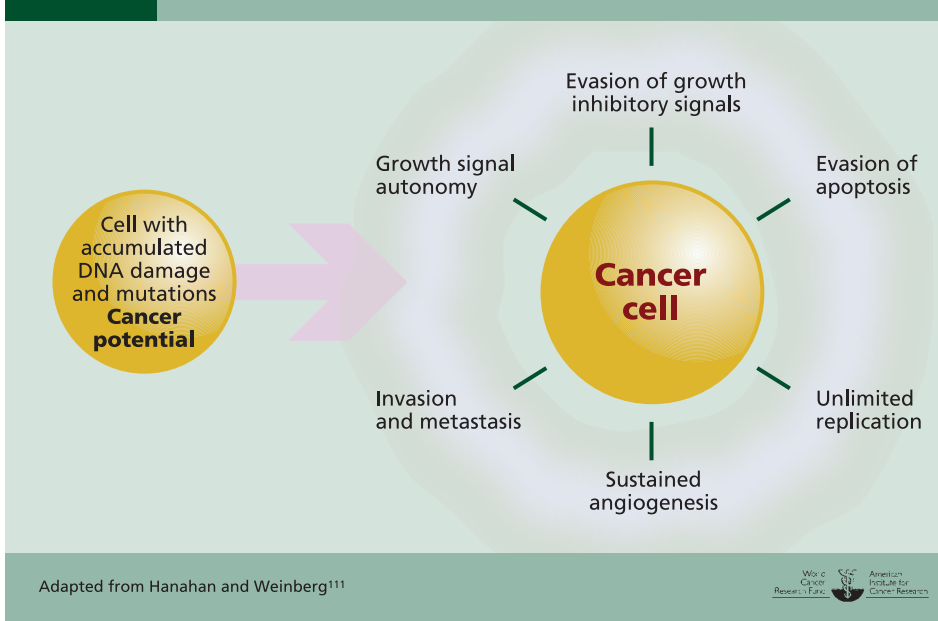 Evasion of growth
inhibitory signals
Growth signal
autonomy
Evasion of
apoptosis
Cell with
accumulated
DNA damage
and mutations
Cancer
potential
Cancer
cell
Invasion
and metastasis
Unlimited
replication
Sustained
angiogenesis
Adapted from Hanahan and Weinberg¹¹¹
World
Cancer
Research Fund
American
Institute for
Cancer Research